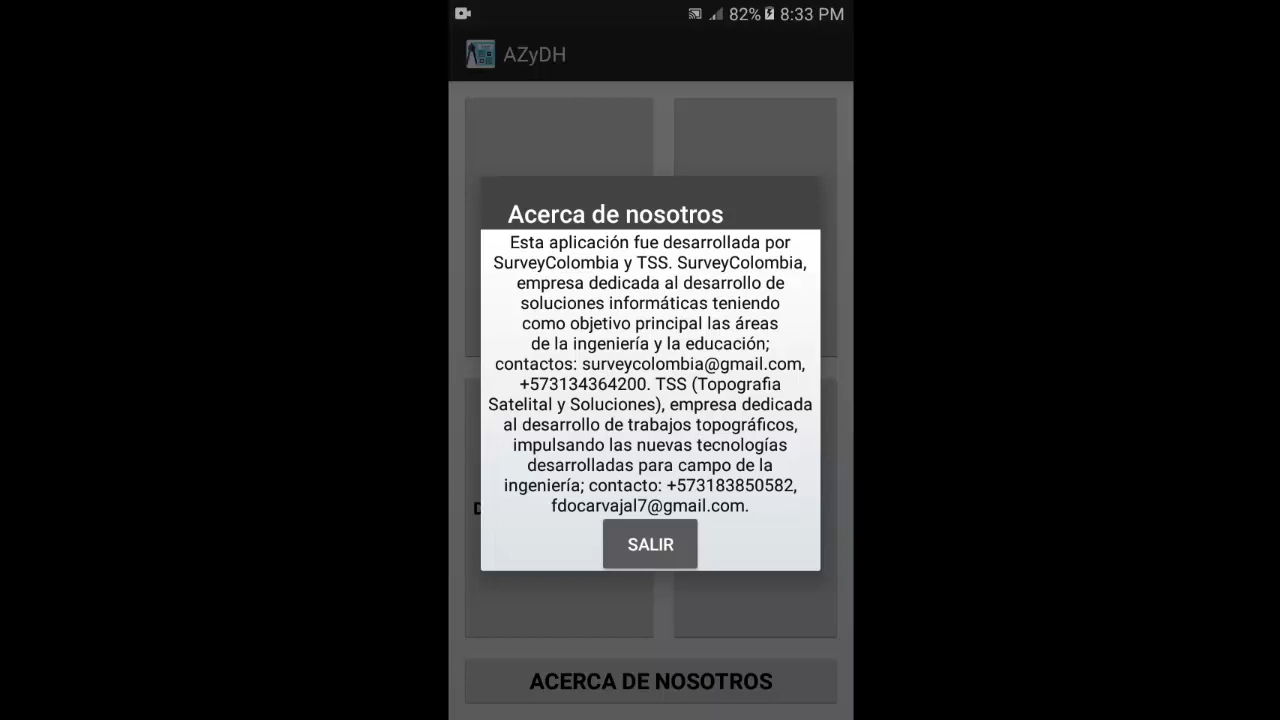 82% 8:33 PM
AZyDH
Acerca de nosotros
Esta aplicación fue desarrollada por
SurveyColombia y TSS. SurveyColombia,
empresa dedicada al desarrollo de
soluciones informáticas teniendo
como objetivo principal las áreas
de la ingeniería y la educación;
contactos: surveycolombia@gmail.com,
+573134364200. TSS (Topografia
Satelital y Soluciones), empresa dedicada
al desarrollo de trabajos topográficos,
impulsando las nuevas tecnologías
desarrolladas para campo de la
ingeniería; contacto: +573183850582,
fdocarvajal7@gmail.com.
SALIR
ACERCA DE NOSOTROS